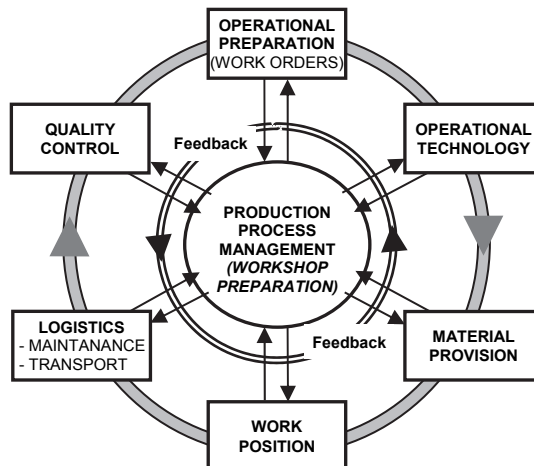 OPERATIONAL
PREPARATION
(WORK ORDERS)
QUALITY
CONTROL
Feedback
OPERATIONAL
TECHNOLOGY
PRODUCTION
PROCESS
MANAGEMENT
(WORKSHOP
PREPARATION)
LOGISTICS
- MAINTANANCE
- TRANSPORT
Feedback
MATERIAL
PROVISION
WORK
POSITION